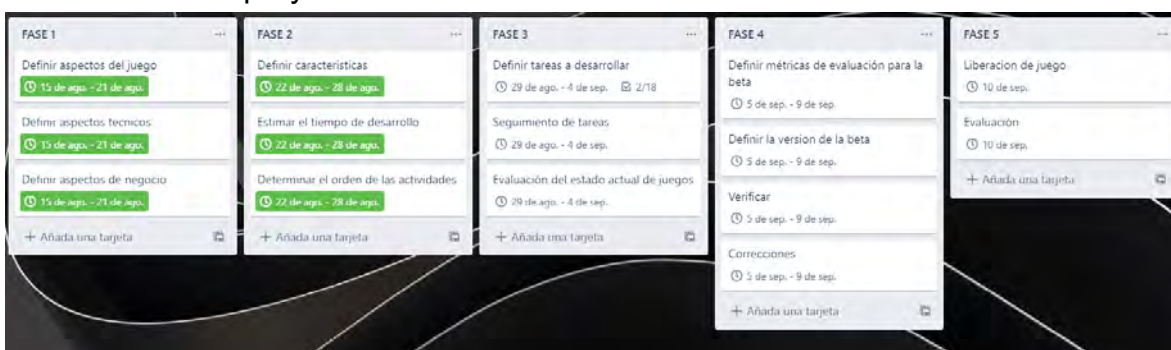 FASE 1
Definir aspectos del juego
15 de ago. - 21 de ago.
Definir aspectos tecnicos
15 de ago. - 21 de ago.
Definir aspectos de negocio
15 de ago. - 21 de ago.
+ Añada una tarjeta
FASE 2
Definir caracteristicas
22 de ago. - 28 de ago.
Estimar el tiempo de desarrollo
22 de ago. - 28 de ago.
Determinar el orden de las actividades
22 de ago. - 28 de ago.
+ Añada una tarjeta
FASE 3
Definir tareas a desarrollar
29 de ago. - 4 de sep. 2/18
Seguimiento de tareas
29 de ago. - 4 de sep.
Evaluación del estado actual de juegos
29 de ago. - 4 de sep.
+ Añada una tarjeta
FASE 4
Definir métricas de evaluación para la
beta
5 de sep. - 9 de sep.
Definir la version de la beta
5 de sep. - 9 de sep.
Verificar
5 de sep. - 9 de sep.
Correcciones
5 de sep. - 9 de sep.
+ Añada una tarjeta
FASE 5
Liberacion de juego
10 de sep.
Evaluación
10 de sep.
+ Añada una tarjeta